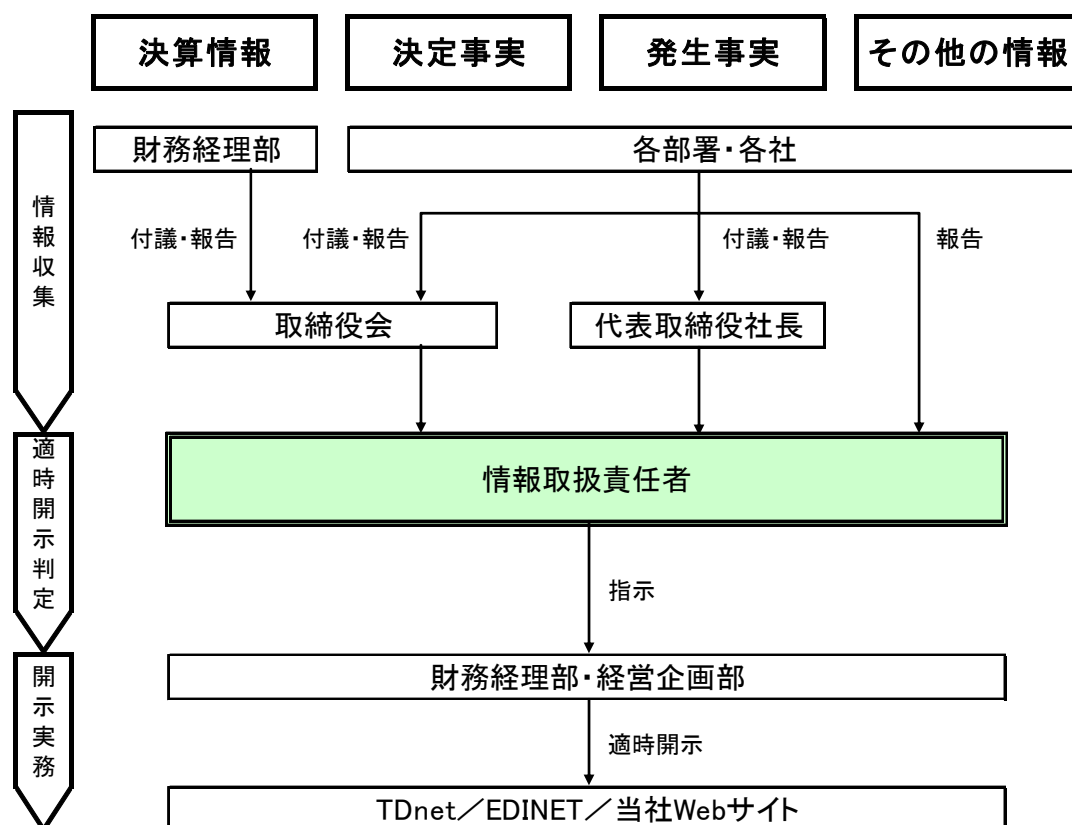 決算情報
決定事実
発生事実
その他の情報
財務経理部
各部署・各社
情報収集
付議・報告
付議・報告
付議・報告
報告
取締役会
代表取締役社長
適時開示判定
情報取扱責任者
指示
開示実務
財務経理部・経営企画部
適時開示
TDnet／EDINET／当社Webサイト